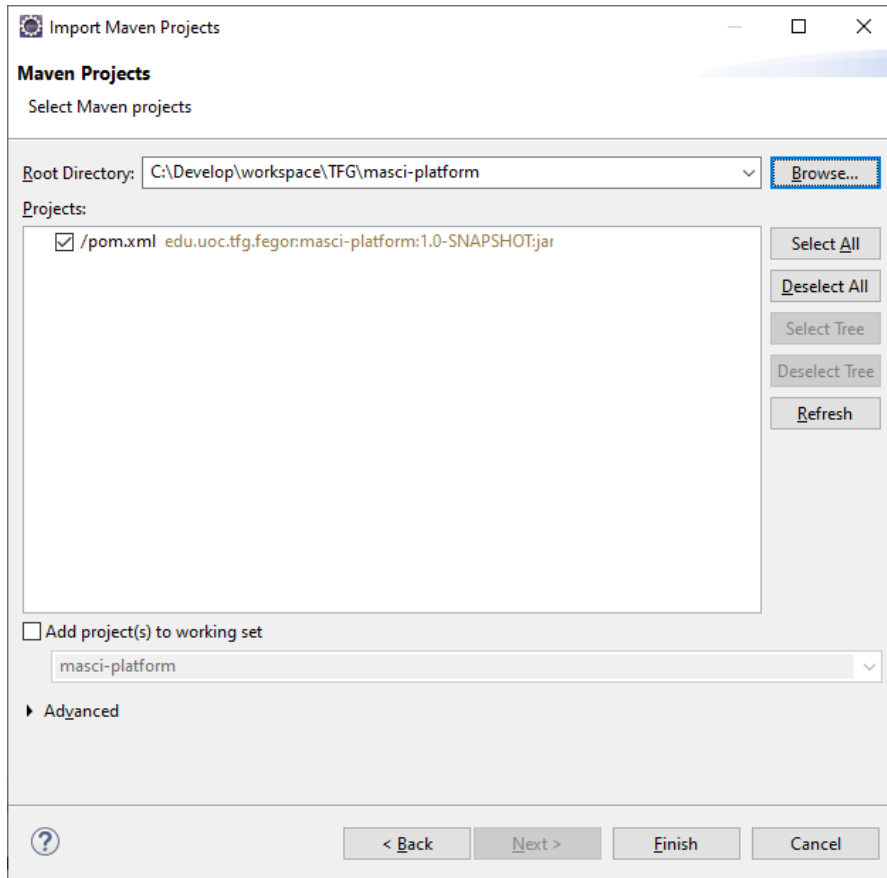 Import Maven Projects
Maven Projects
Select Maven projects
Root Directory: C:\Develop\workspace\TFG\masci-platform Browse...
Projects:
/pom.xml edu.uoc.tfg.fegor:masci-platform:1.0-SNAPSHOT:jar
Select All
Deselect All
Select Tree
Deselect Tree
Refresh
Add project(s) to working set
masci-platform
Advanced
? < Back Next > Finish Cancel